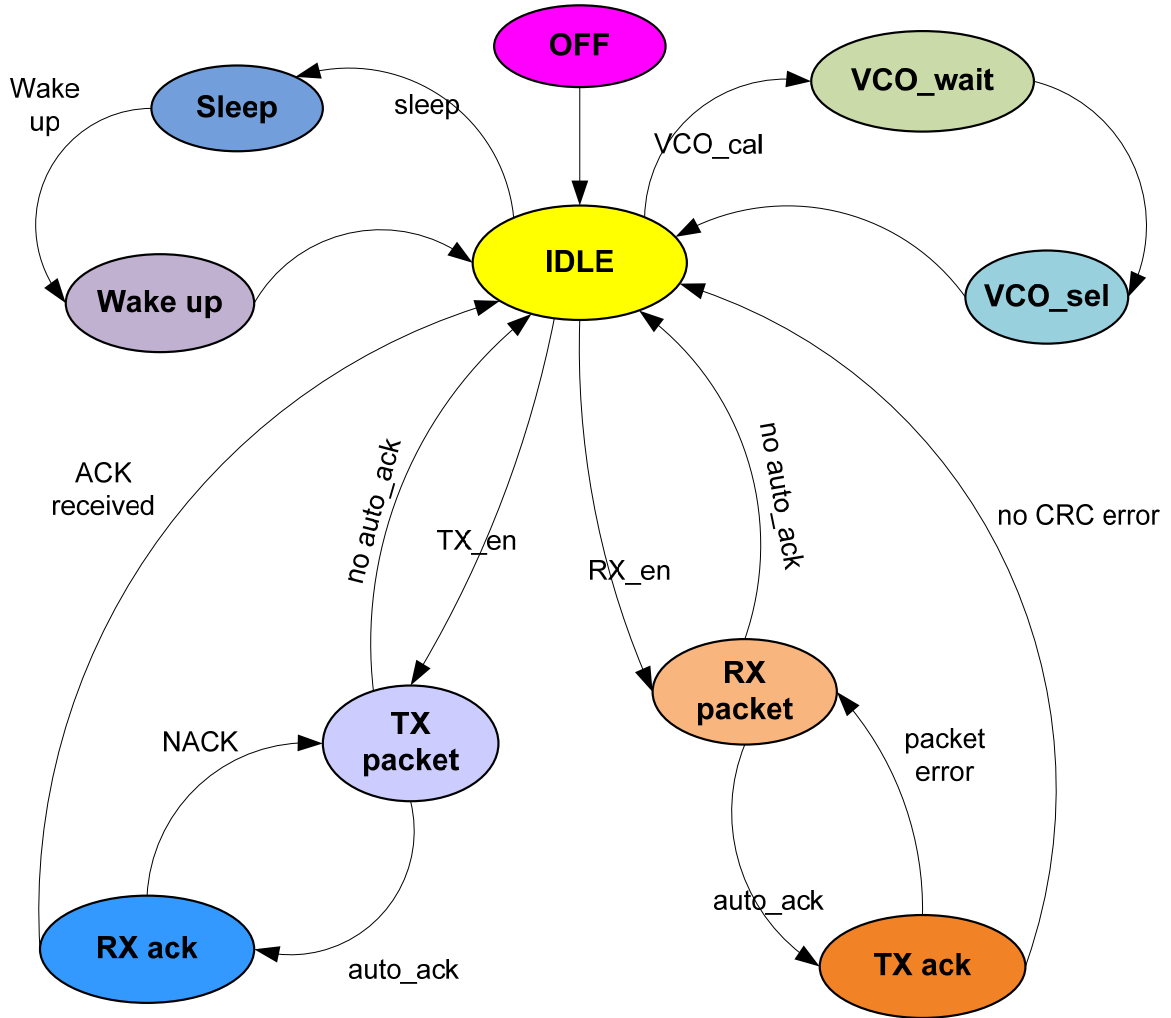 OFF
VCO_wait
Wake
up
Sleep
sleep
VCO_cal
IDLE
Wake up
VCO_sel
ACK
received
no auto_ack
TX_en
RX_en
no auto_ack
no CRC error
RX
packet
TX
packet
NACK
packet
error
auto_ack
RX ack
auto_ack
TX ack